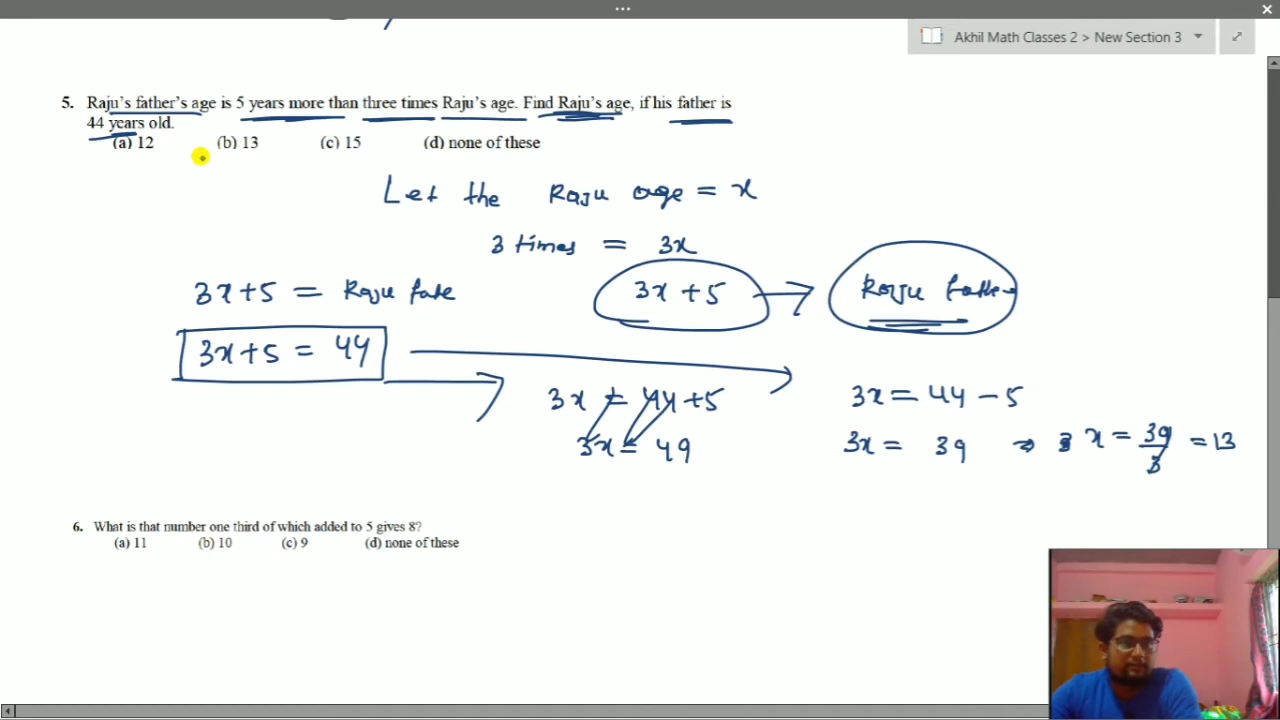 Akhil Math Classes 2 > New Section 3
5. Raju's father's age is 5 years more than three times Raju's age. Find Raju's age, if his father is
44 years old.
(a) 12 (b) 13 (c) 15 (d) none of these
Let the Raju age = x
3 times = 3x
3x+5 = Raju fate 3x+5 Raju father
3x+5 = 44
3x = 44+5 3x = 44-5
3x = 49 3x = 39 ⇒ x = 39/3 = 13
6. What is that number one third of which added to 5 gives 8?
(a) 11 (b) 10 (c) 9 (d) none of these